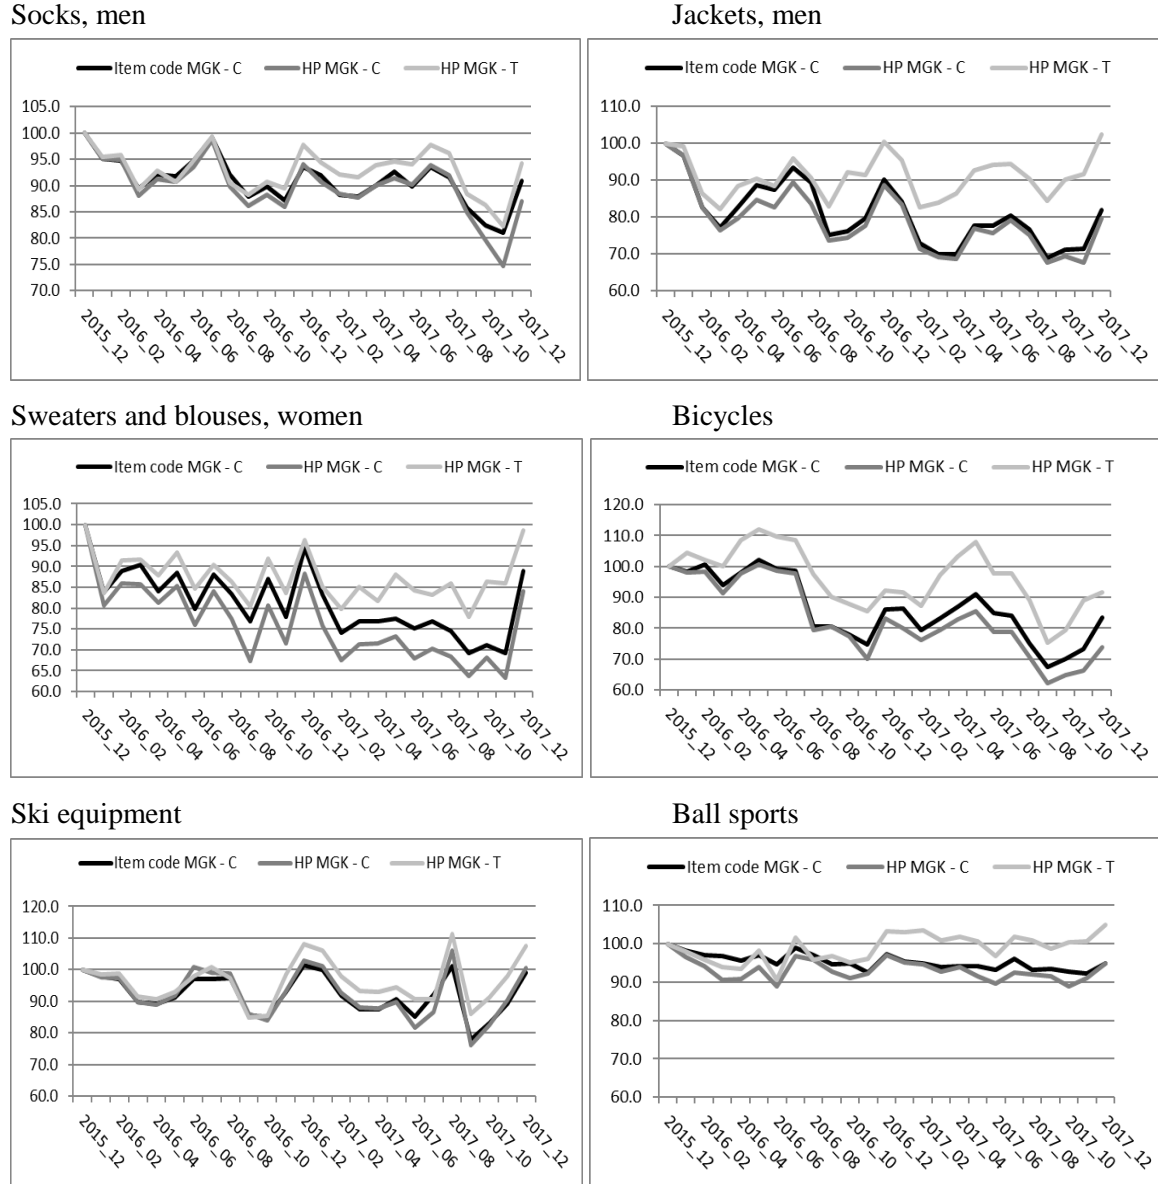 Socks, men
Jackets, men
Item code MGK - C HP MGK - C HP MGK - T
105.0
100.0
95.0
90.0
85.0
80.0
75.0
70.0
2015_12 2016_02 2016_04 2016_06 2016_08 2016_10 2016_12 2017_02 2017_04 2017_06 2017_08 2017_10 2017_12
Item code MGK - C HP MGK - C HP MGK - T
110.0
100.0
90.0
80.0
70.0
60.0
2015_12 2016_02 2016_04 2016_06 2016_08 2016_10 2016_12 2017_02 2017_04 2017_06 2017_08 2017_10 2017_12
Sweaters and blouses, women
Bicycles
Item code MGK - C HP MGK - C HP MGK - T
105.0
100.0
95.0
90.0
85.0
80.0
75.0
70.0
65.0
60.0
2015_12 2016_02 2016_04 2016_06 2016_08 2016_10 2016_12 2017_02 2017_04 2017_06 2017_08 2017_10 2017_12
Item code MGK - C HP MGK - C HP MGK - T
120.0
110.0
100.0
90.0
80.0
70.0
60.0
2015_12 2016_02 2016_04 2016_06 2016_08 2016_10 2016_12 2017_02 2017_04 2017_06 2017_08 2017_10 2017_12
Ski equipment
Ball sports
Item code MGK - C HP MGK - C HP MGK - T
120.0
110.0
100.0
90.0
80.0
70.0
60.0
2015_12 2016_02 2016_04 2016_06 2016_08 2016_10 2016_12 2017_02 2017_04 2017_06 2017_08 2017_10 2017_12
Item code MGK - C HP MGK - C HP MGK - T
110.0
100.0
90.0
80.0
70.0
60.0
2015_12 2016_02 2016_04 2016_06 2016_08 2016_10 2016_12 2017_02 2017_04 2017_06 2017_08 2017_10 2017_12